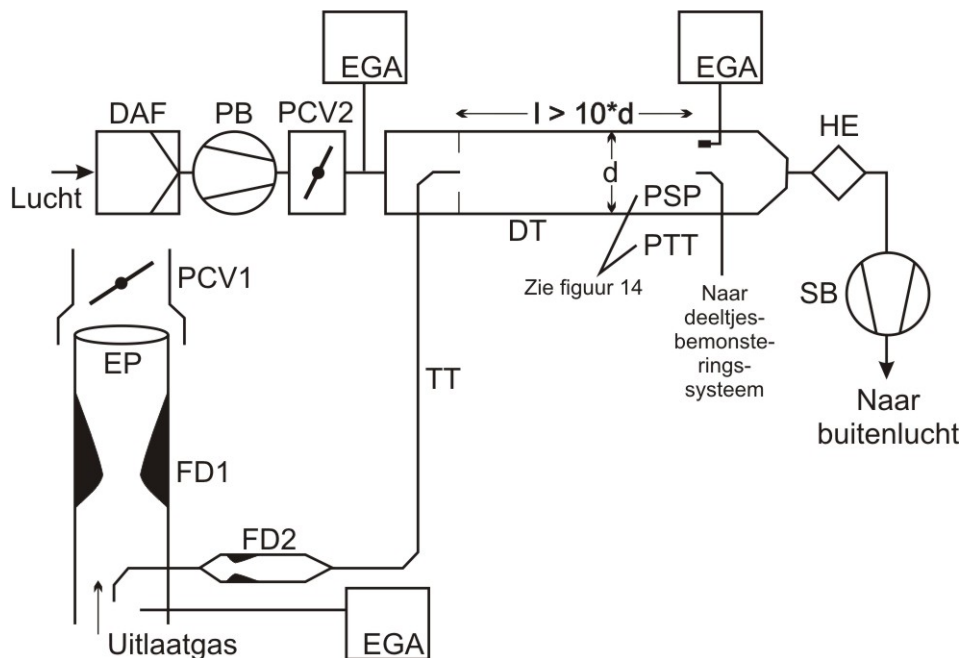 EGA
EGA
DAF
PB
PCV2
l > 10*d
HE
Lucht
d
PSP
DT
PTT
Zie figuur 14
SB
PCV1
Naar
deeltjes-
bemonste-
rings-
systeem
EP
TT
Naar
buitenlucht
FD1
FD2
Uitlaatgas
EGA